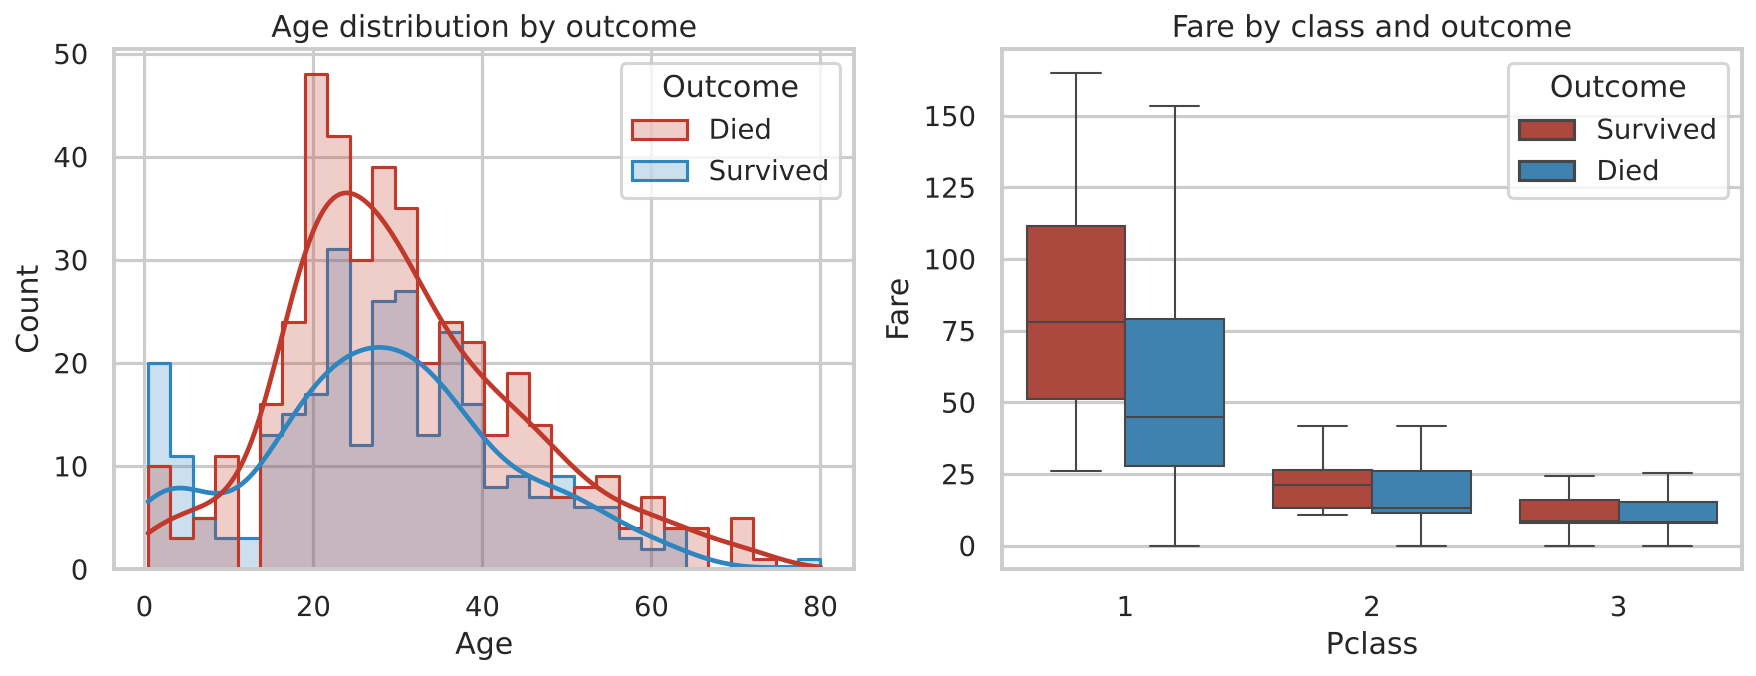 Age distribution by outcome
50
40
30
20
10
0
Count
0 20 40 60 80
Age
Outcome
Died
Survived
Fare by class and outcome
150
125
100
75
50
25
0
Fare
1 2 3
Pclass
Outcome
Survived
Died